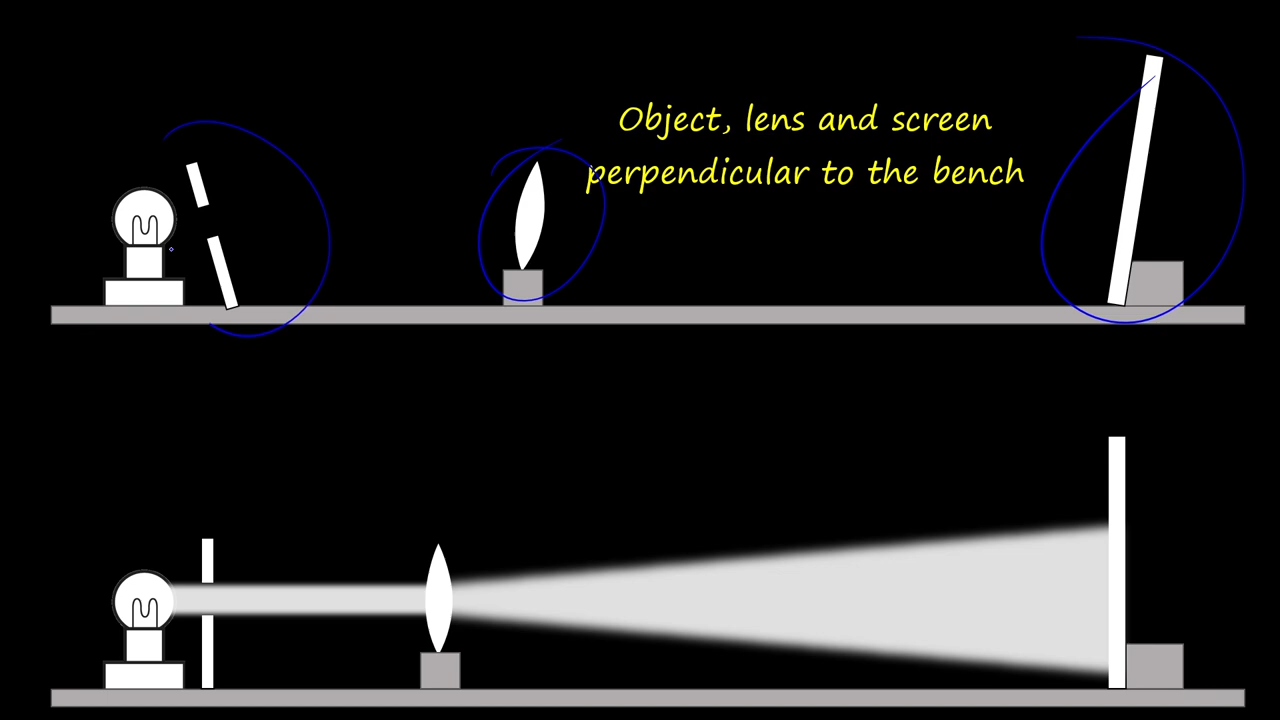 Object, lens and screen
perpendicular to the bench